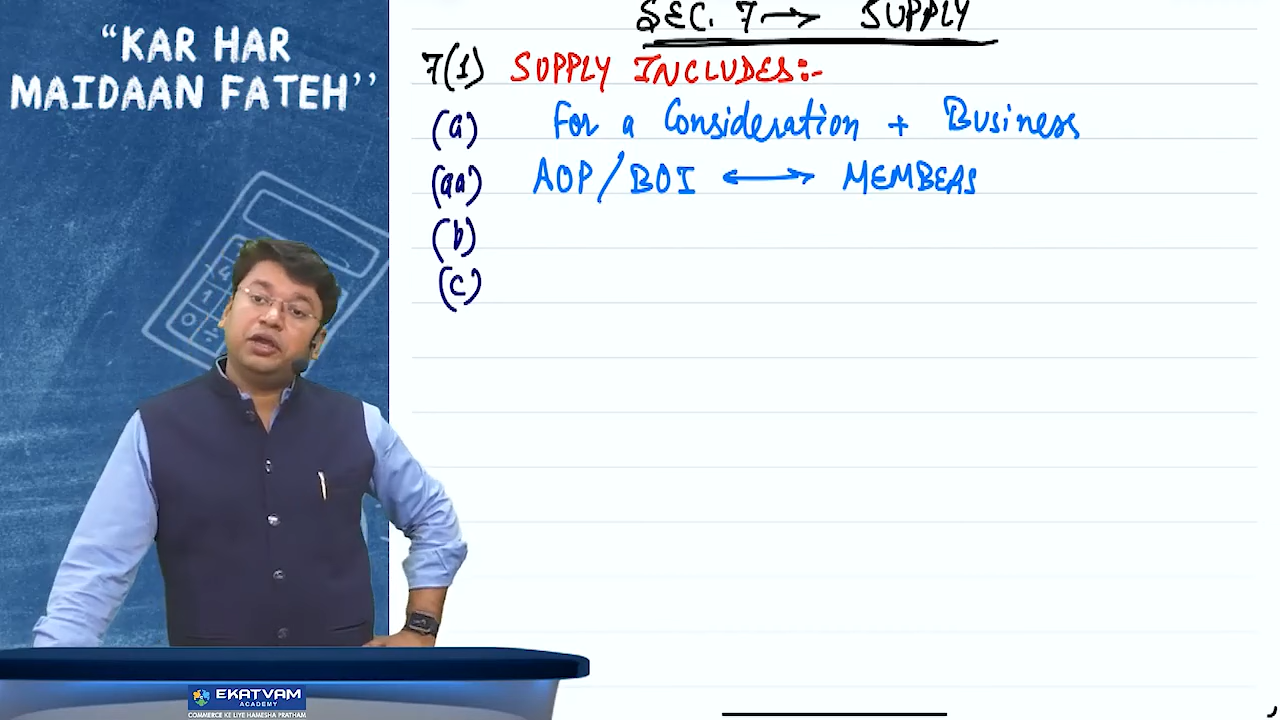 “KAR HAR
MAIDAAN FATEH’’
SEC. 7 → SUPPLY
7(1) SUPPLY INCLUDES:-
(a) For a Consideration + Business
(aa) AOP/BOI ⟷ MEMBERS
(b)
(c)
EKATVAM
ACADEMY
COMMERCE KE LIYE HAMESHA PRATHAM